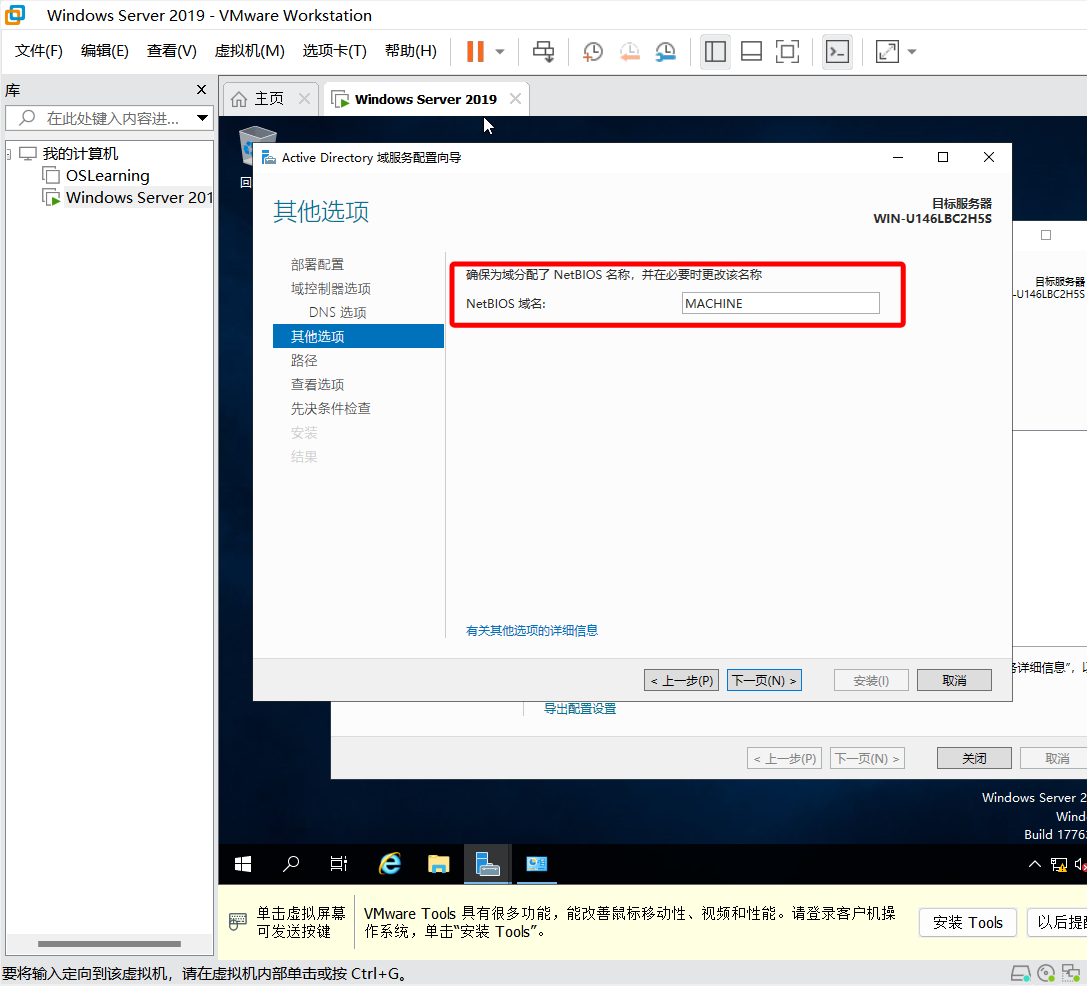 Windows Server 2019 - VMware Workstation
文件(F) 编辑(E) 查看(V) 虚拟机(M) 选项卡(T) 帮助(H)
库
在此处键入内容进...
我的计算机
OSLearning
Windows Server 201
主页
Windows Server 2019
回
Active Directory 域服务配置向导
其他选项
目标服务器
WIN-U146LBC2H5S
部署配置
域控制器选项
DNS 选项
其他选项
路径
查看选项
先决条件检查
安装
结果
确保为域分配了 NetBIOS 名称，并在必要时更改该名称
NetBIOS 域名: MACHINE
有关其他选项的详细信息
< 上一步(P) 下一页(N) > 安装(I) 取消
目标服务器
-U146LBC2H5S
详细信息”，以
导出配置设置
< 上一步(P) 下一页(N) > 关闭 取消
Windows Server 2
Wind
Build 1776
单击虚拟屏幕
可发送按键
VMware Tools 具有很多功能，能改善鼠标移动性、视频和性能。请登录客户机操
作系统，单击“安装 Tools”。
安装 Tools
以后提醒
要将输入定向到该虚拟机，请在虚拟机内部单击或按 Ctrl+G。